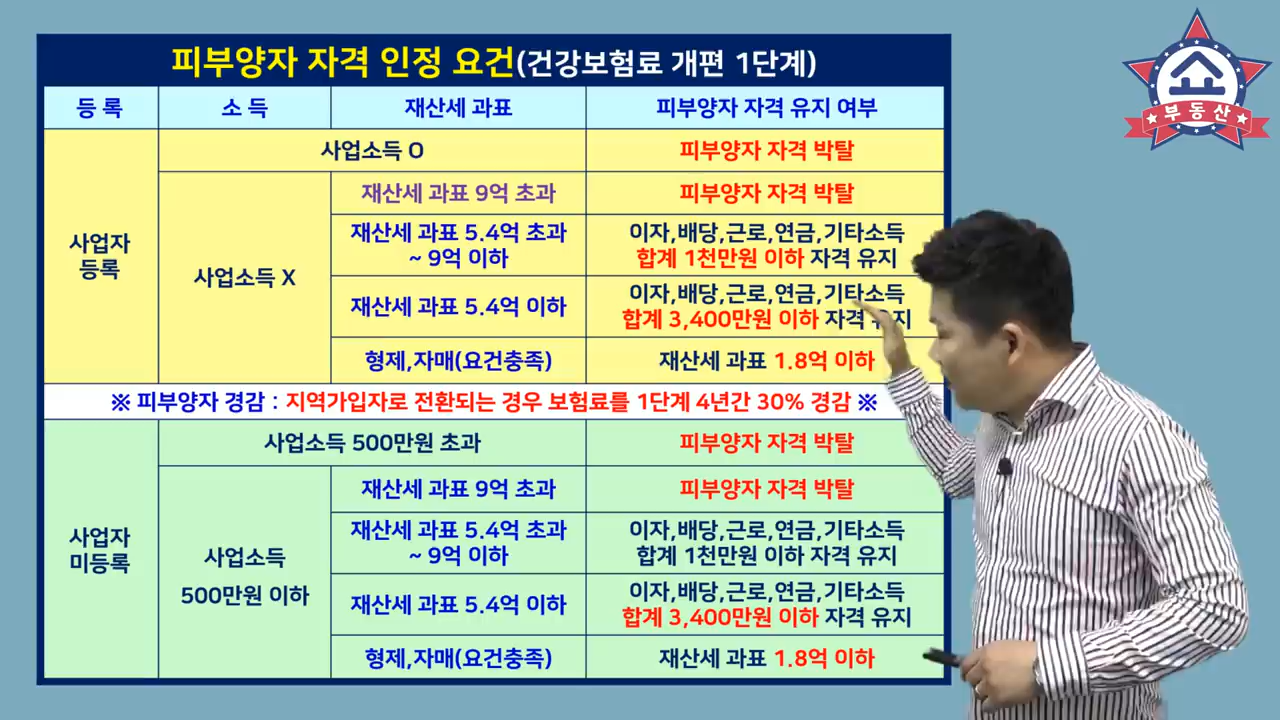 피부양자 자격 인정 요건(건강보험료 개편 1단계)
등 록 소 득 재산세 과표 피부양자 자격 유지 여부
사업자
등록
사업소득 O 피부양자 자격 박탈
사업소득 X
재산세 과표 9억 초과 피부양자 자격 박탈
재산세 과표 5.4억 초과
~ 9억 이하
이자,배당,근로,연금,기타소득
합계 1천만원 이하 자격 유지
재산세 과표 5.4억 이하
이자,배당,근로,연금,기타소득
합계 3,400만원 이하 자격 유지
형제,자매(요건충족) 재산세 과표 1.8억 이하
※ 피부양자 경감 : 지역가입자로 전환되는 경우 보험료를 1단계 4년간 30% 경감 ※
사업자
미등록
사업소득 500만원 초과 피부양자 자격 박탈
사업소득
500만원 이하
재산세 과표 9억 초과 피부양자 자격 박탈
재산세 과표 5.4억 초과
~ 9억 이하
이자,배당,근로,연금,기타소득
합계 1천만원 이하 자격 유지
재산세 과표 5.4억 이하
이자,배당,근로,연금,기타소득
합계 3,400만원 이하 자격 유지
형제,자매(요건충족) 재산세 과표 1.8억 이하
부동산